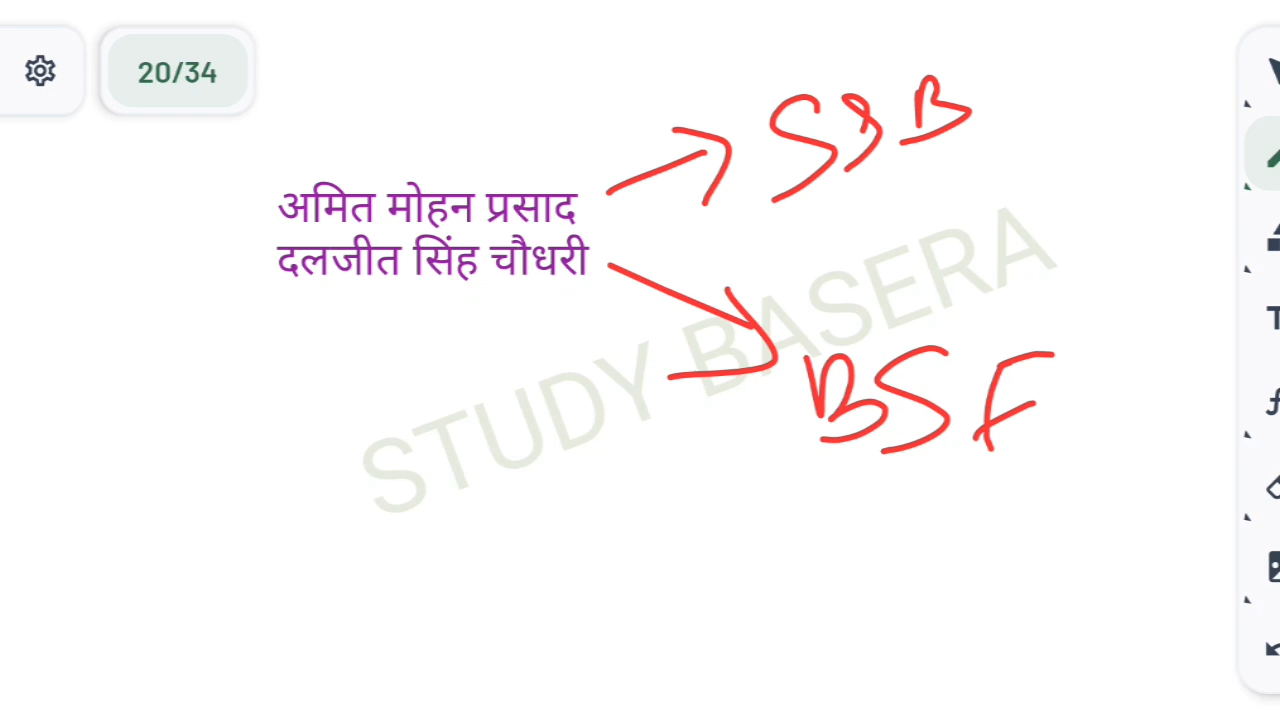 20/34
SSB
अमित मोहन प्रसाद
दलजीत सिंह चौधरी
STUDY BASERA
BSF
T